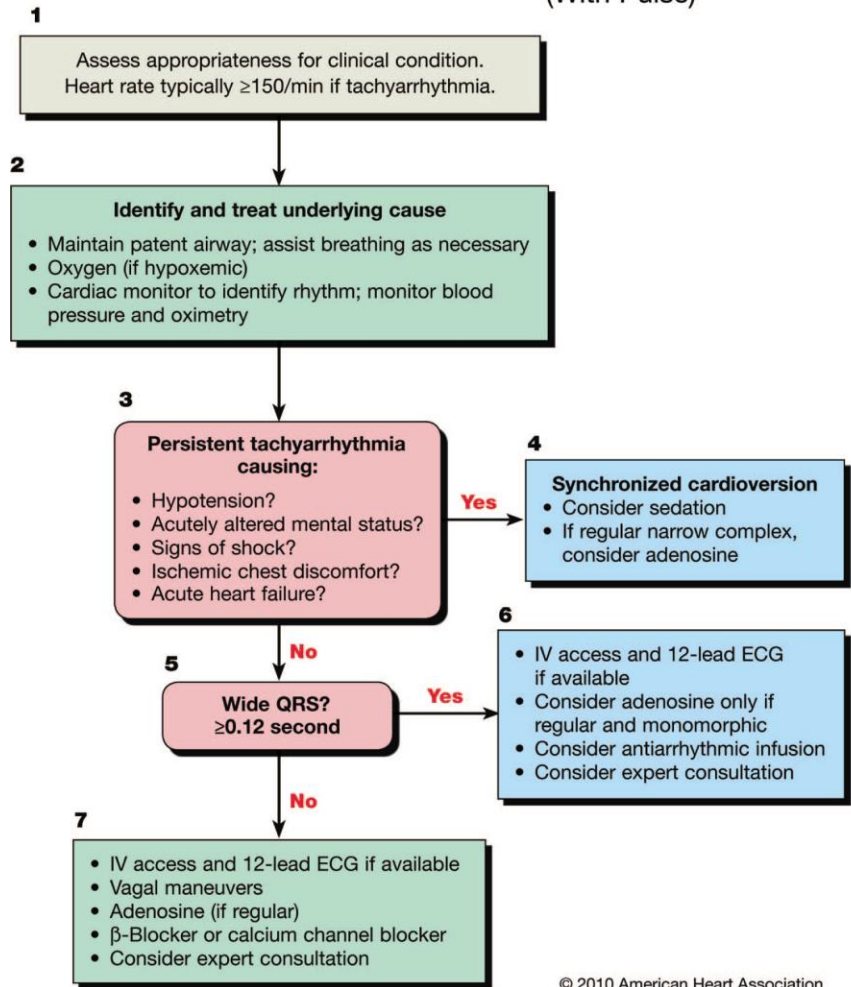 (With Pulse)
1
Assess appropriateness for clinical condition.
Heart rate typically ≥150/min if tachyarrhythmia.
2
Identify and treat underlying cause
• Maintain patent airway; assist breathing as necessary
• Oxygen (if hypoxemic)
• Cardiac monitor to identify rhythm; monitor blood
pressure and oximetry
3
Persistent tachyarrhythmia
causing:
• Hypotension?
• Acutely altered mental status?
• Signs of shock?
• Ischemic chest discomfort?
• Acute heart failure?
Yes
4
Synchronized cardioversion
• Consider sedation
• If regular narrow complex,
consider adenosine
No
5
Wide QRS?
≥0.12 second
Yes
6
• IV access and 12-lead ECG
if available
• Consider adenosine only if
regular and monomorphic
• Consider antiarrhythmic infusion
• Consider expert consultation
No
7
• IV access and 12-lead ECG if available
• Vagal maneuvers
• Adenosine (if regular)
• β-Blocker or calcium channel blocker
• Consider expert consultation
© 2010 American Heart Association